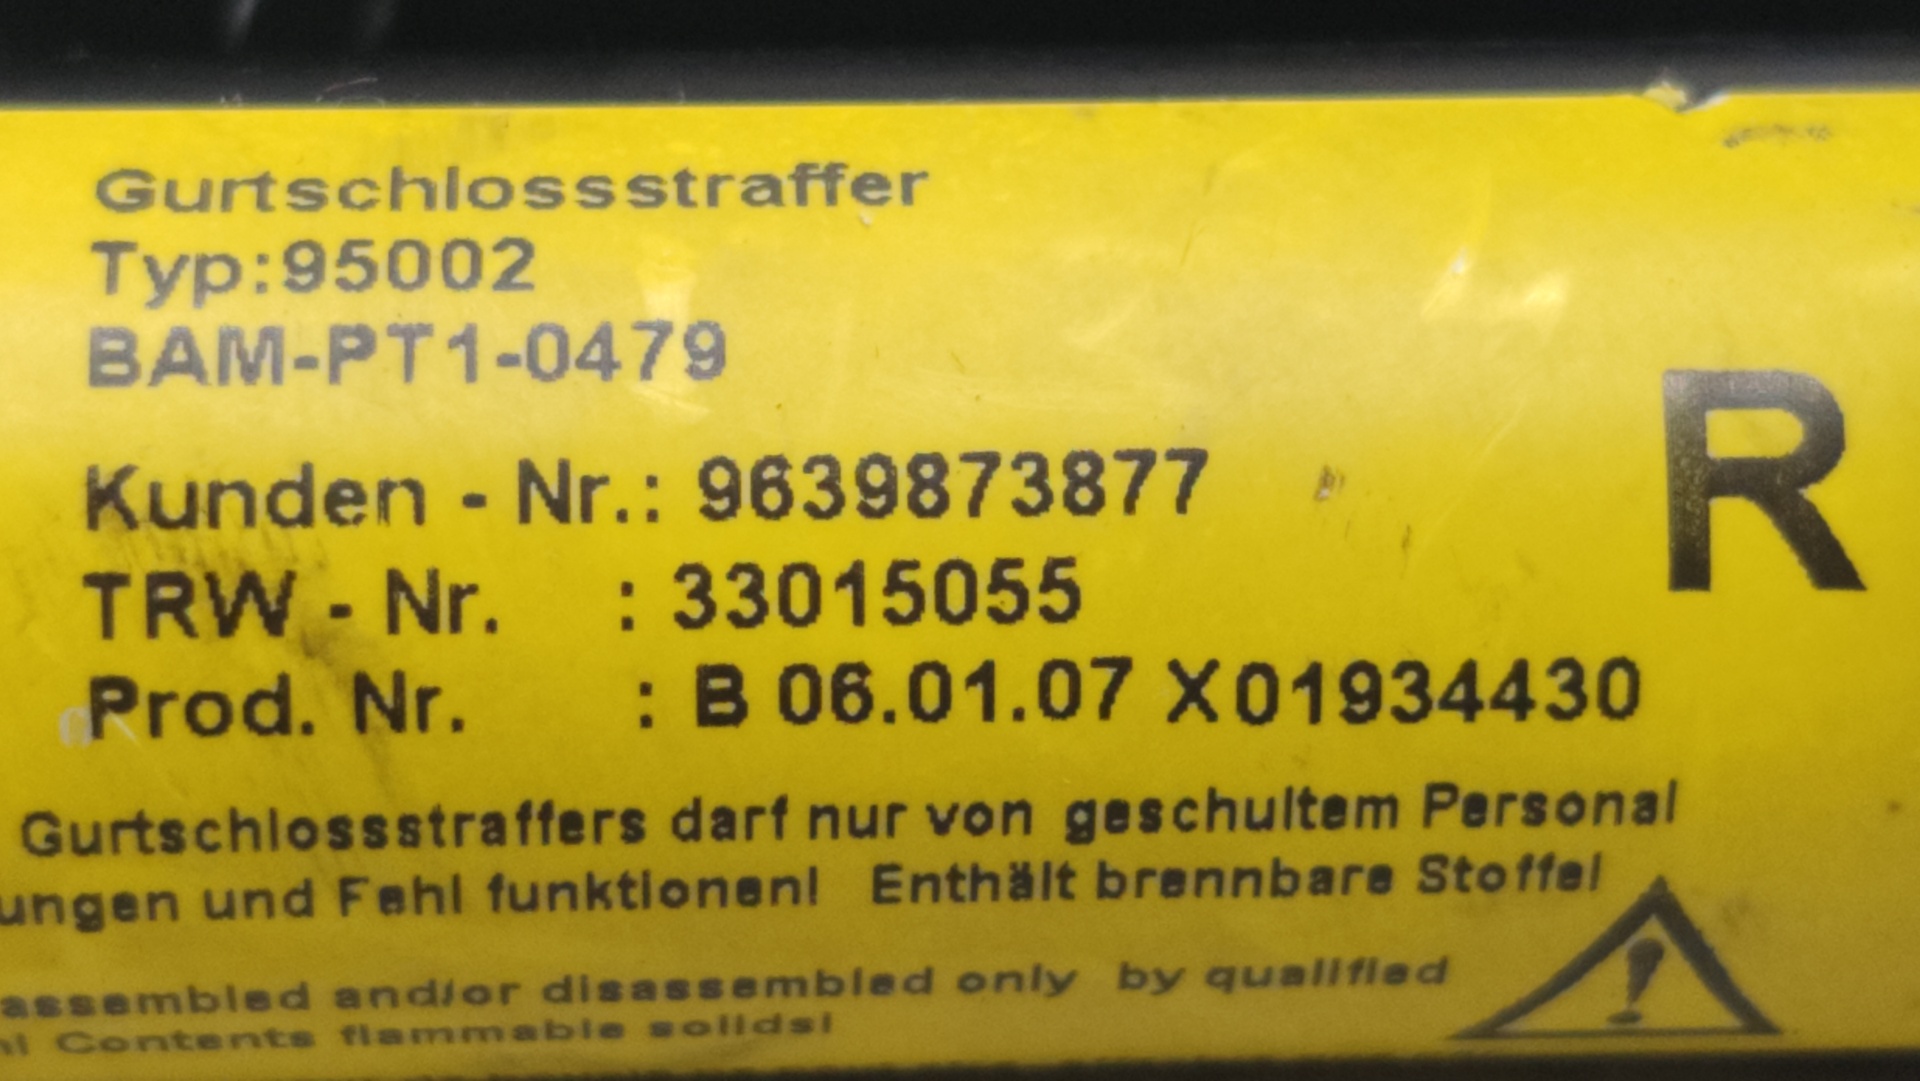 Gurtschlossstraffer
Typ:95002
BAM-PT1-0479
Kunden - Nr.: 9639873877
R
TRW - Nr. : 33015055
Prod. Nr. : B 06.01.07 X01934430
Gurtschlossstraffers darf nur von geschultem Personal
ungen und Fehl funktionen! Enthält brennbare Stoffe!
assembled and/or disassembled only by qualified
Contents flammable solids!